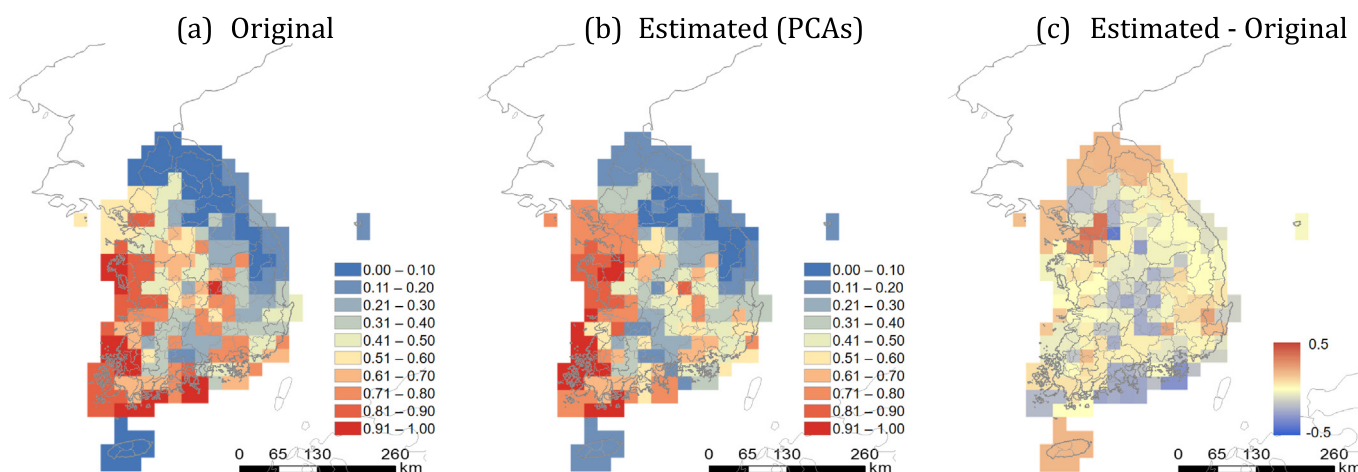 (a) Original
(b) Estimated (PCAs)
(c) Estimated - Original
0.00 – 0.10
0.11 – 0.20
0.21 – 0.30
0.31 – 0.40
0.41 – 0.50
0.51 – 0.60
0.61 – 0.70
0.71 – 0.80
0.81 – 0.90
0.91 – 1.00
0 65 130 260
km
0.00 – 0.10
0.11 – 0.20
0.21 – 0.30
0.31 – 0.40
0.41 – 0.50
0.51 – 0.60
0.61 – 0.70
0.71 – 0.80
0.81 – 0.90
0.91 – 1.00
0 65 130 260
km
0.5
-0.5
0 65 130 260
km